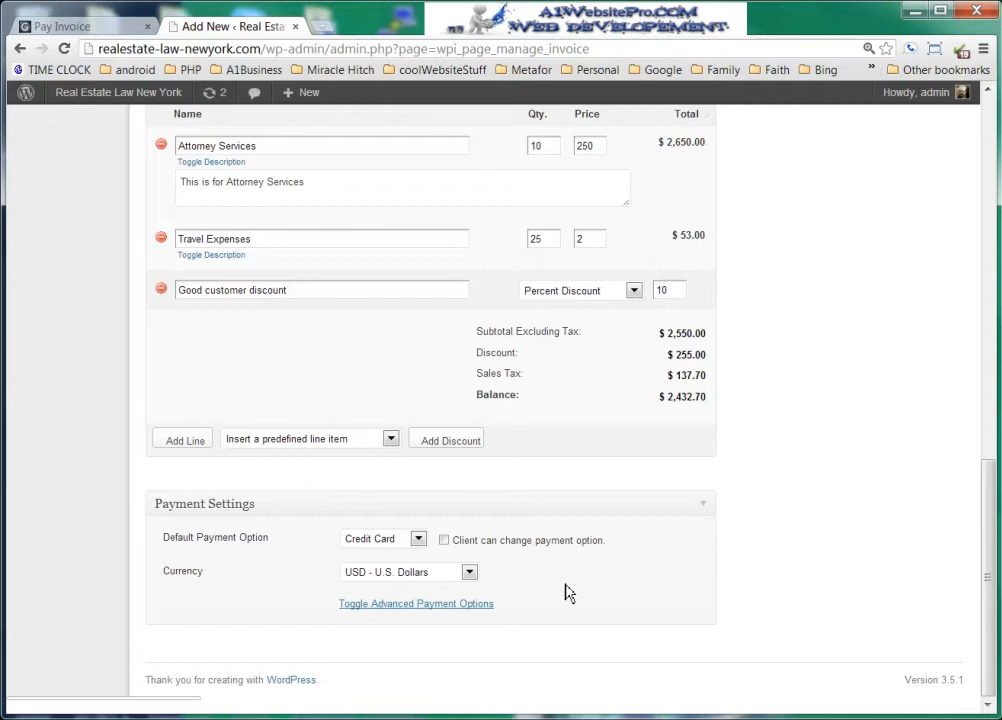 Pay Invoice × Add New ‹ Real Esta ×
A1WebsitePro.COM
WEB DEVELOPEMENT
realestate-law-newyork.com/wp-admin/admin.php?page=wpi_page_manage_invoice
TIME CLOCK android PHP A1Business Miracle Hitch coolWebsiteStuff Metafor Personal Google Family Faith Bing » Other bookmarks
Real Estate Law New York 2 + New Howdy, admin
Name Qty. Price Total
Attorney Services 10 250 $ 2,650.00
Toggle Description
This is for Attorney Services
Travel Expenses 25 2 $ 53.00
Toggle Description
Good customer discount Percent Discount 10
Subtotal Excluding Tax: $ 2,550.00
Discount: $ 255.00
Sales Tax: $ 137.70
Balance: $ 2,432.70
Add Line Insert a predefined line item Add Discount
Payment Settings
Default Payment Option Credit Card Client can change payment option.
Currency USD - U.S. Dollars
Toggle Advanced Payment Options
Thank you for creating with WordPress. Version 3.5.1